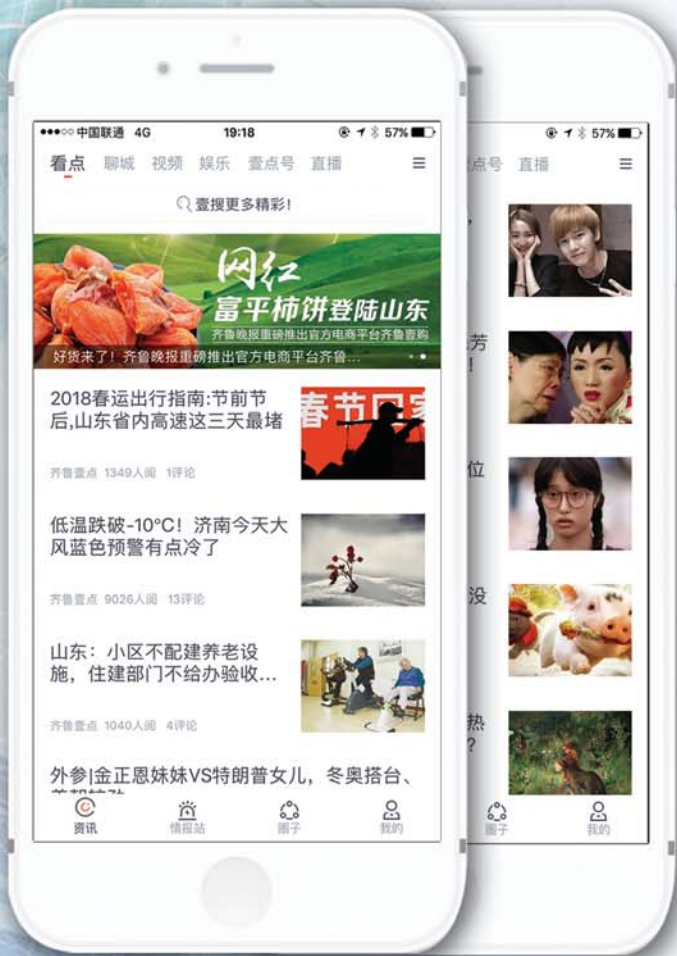 中国联通 4G 19:18 57%
看点 聊城 视频 娱乐 壹点号 直播
壹搜更多精彩!
网红
富平柿饼登陆山东
齐鲁晚报重磅推出官方电商平台齐鲁壹购
好货来了!齐鲁晚报重磅推出官方电商平台齐鲁...
2018春运出行指南:节前节
后,山东省内高速这三天最堵
春节回家
齐鲁壹点 1349人阅 1评论
低温跌破-10°C!济南今天大
风蓝色预警有点冷了
齐鲁壹点 9026人阅 13评论
山东:小区不配建养老设
施,住建部门不给办验收...
齐鲁壹点 1040人阅 4评论
外参|金正恩妹妹VS特朗普女儿,冬奥搭台、
资讯 情报站 圈子 我的
57%
点号 直播
芳
!
位
没
热
?
圈子 我的